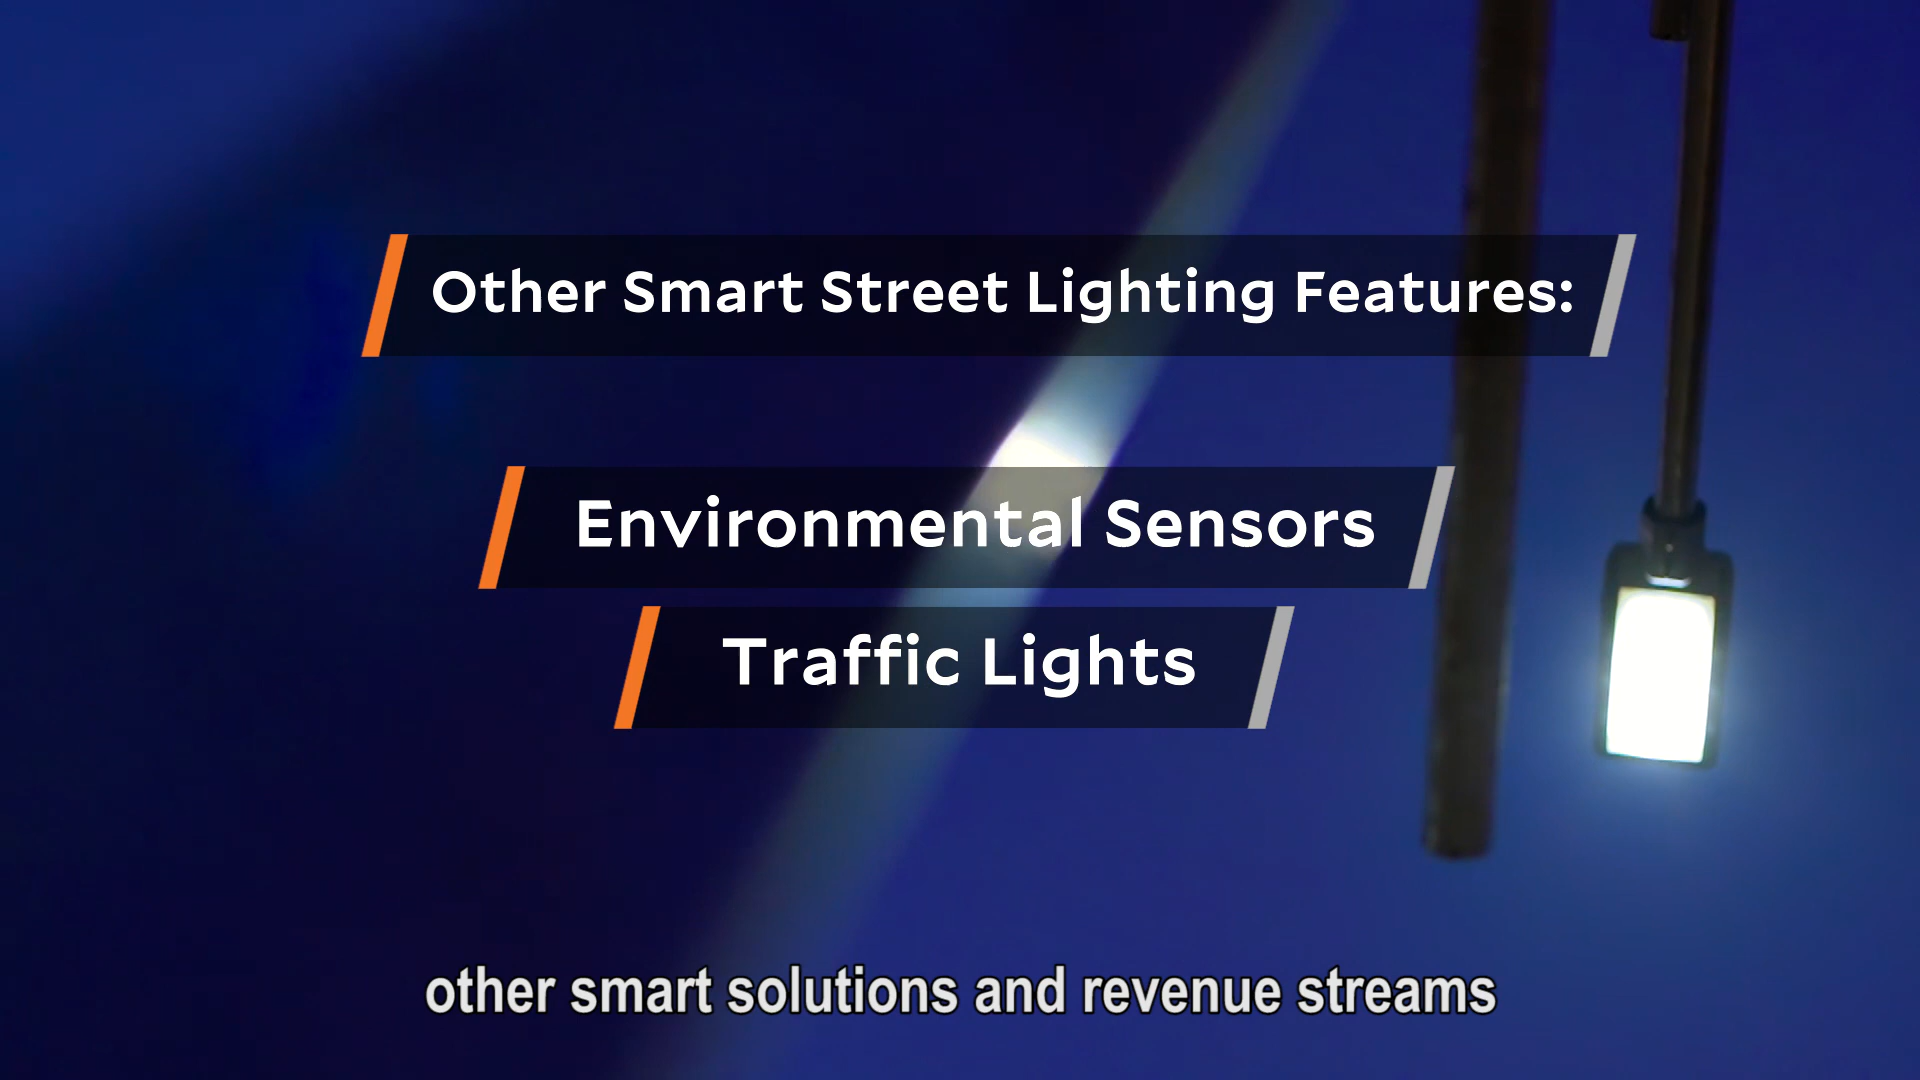 Other Smart Street Lighting Features:
Environmental Sensors
Traffic Lights
other smart solutions and revenue streams